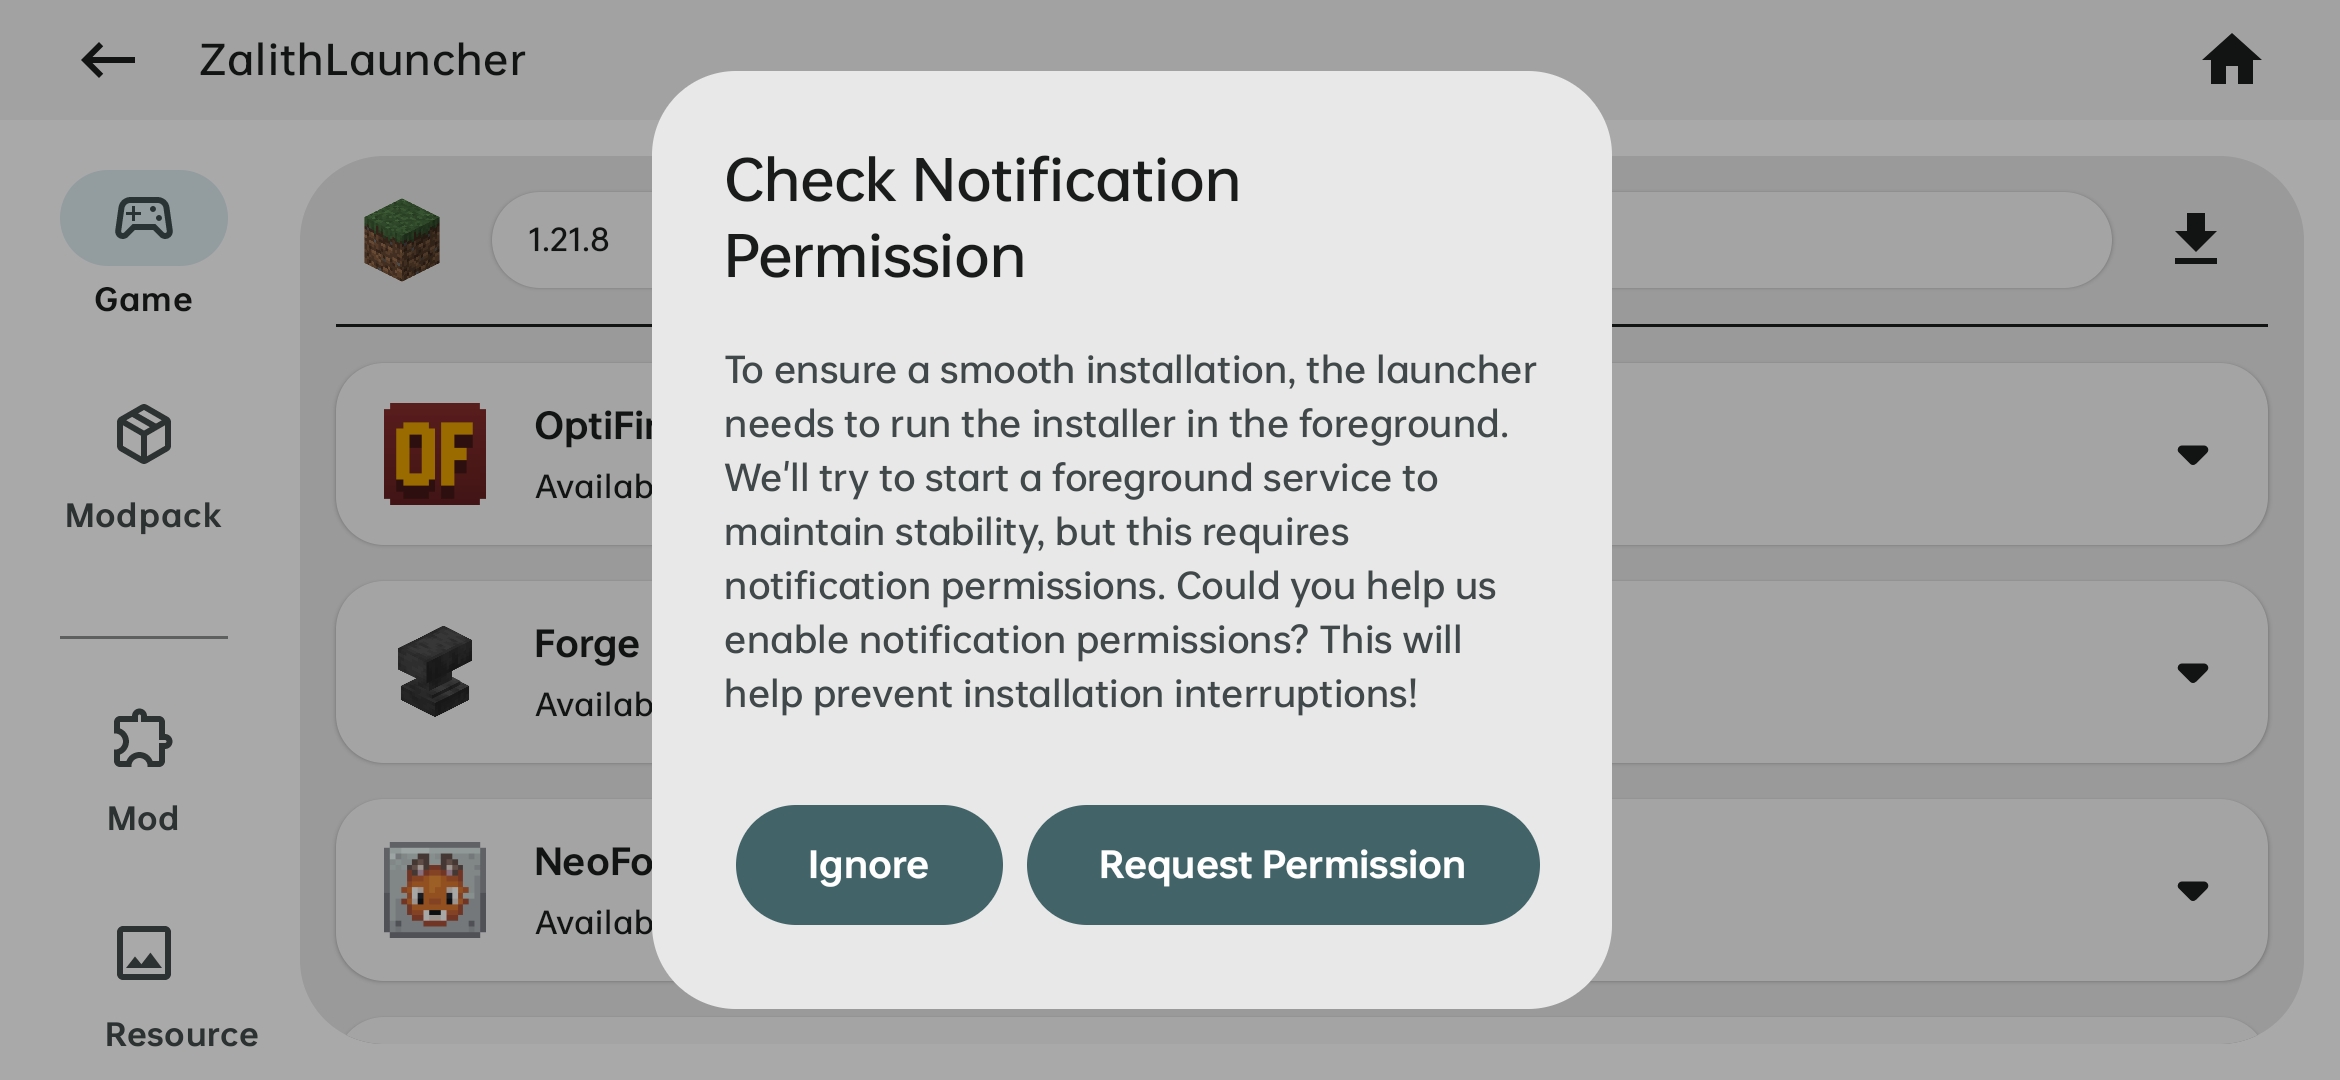 ZalithLauncher
Game
Modpack
Mod
Resource
1.21.8
OF
OptiFi
Availab
Forge
Availab
NeoFo
Availab
Check Notification
Permission
To ensure a smooth installation, the launcher
needs to run the installer in the foreground.
We'll try to start a foreground service to
maintain stability, but this requires
notification permissions. Could you help us
enable notification permissions? This will
help prevent installation interruptions!
Ignore
Request Permission